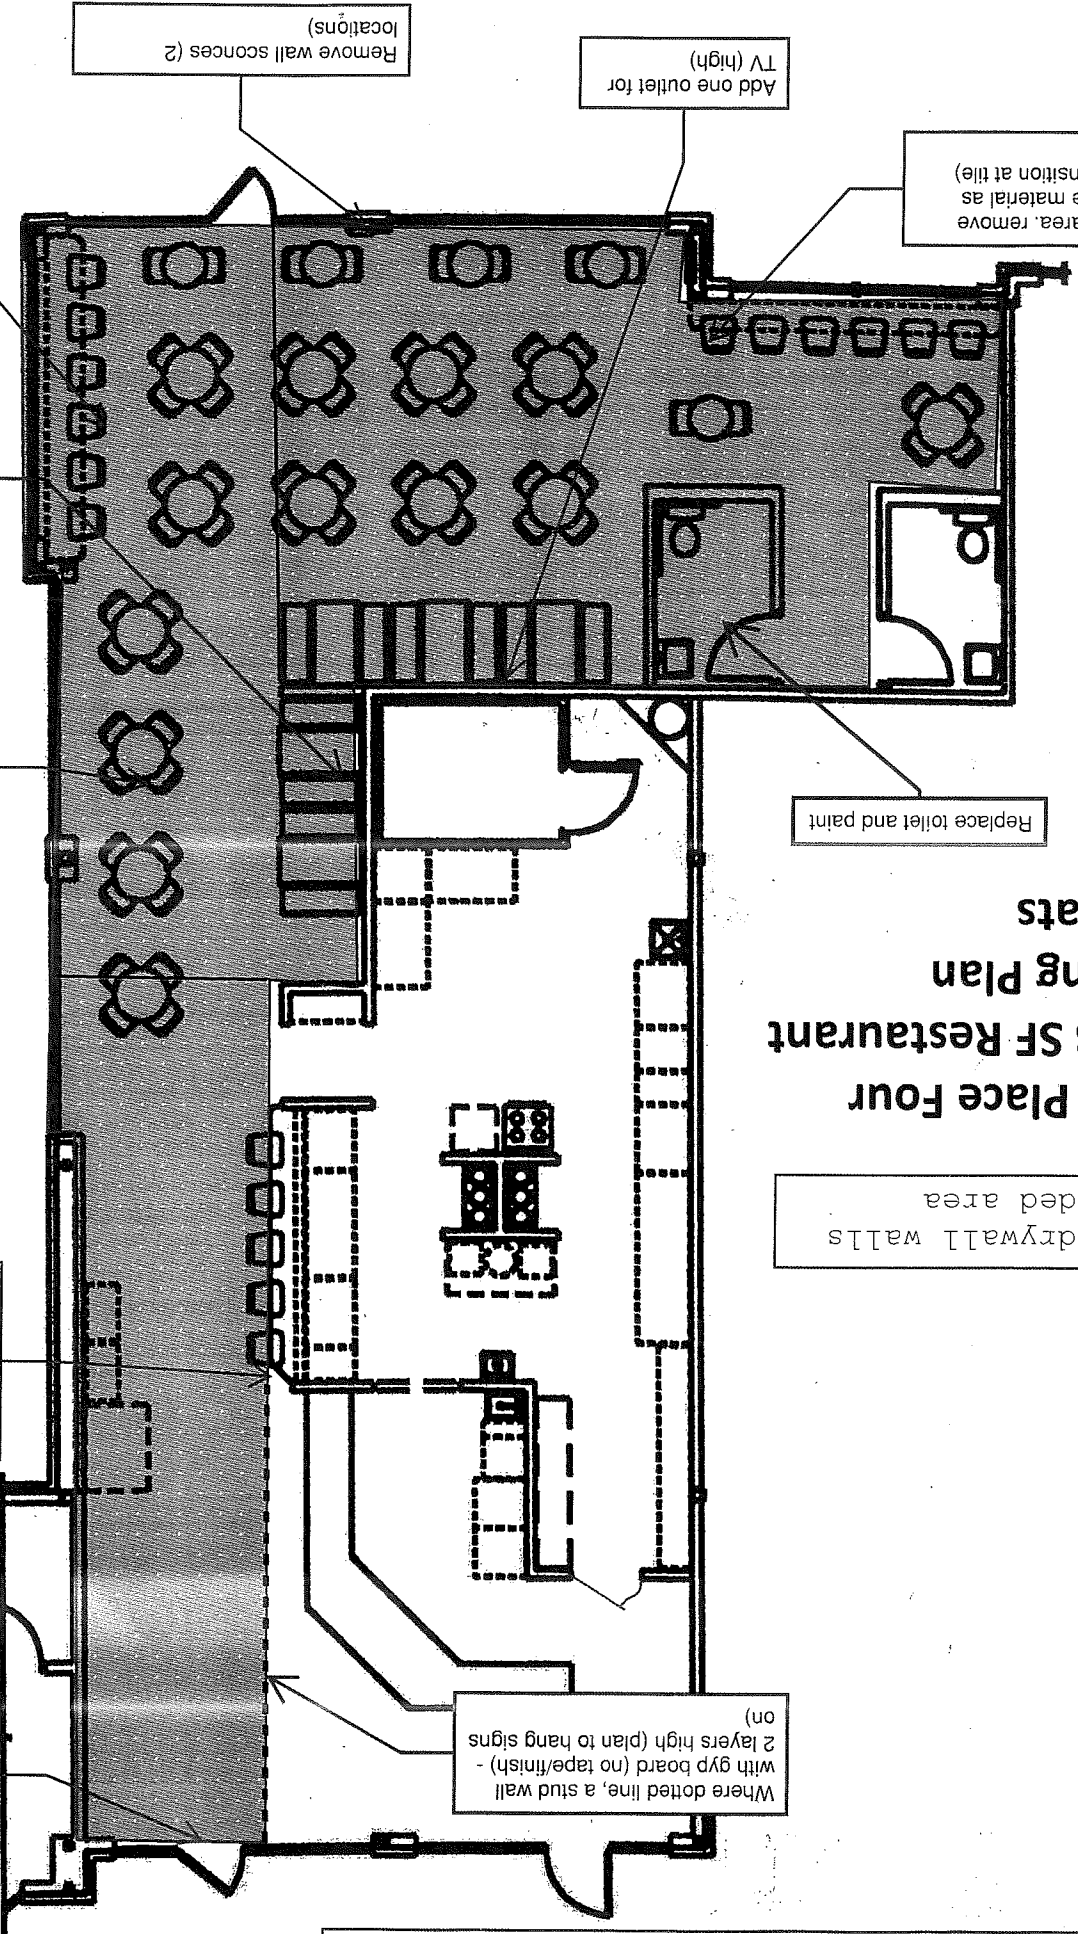 Where dotted line, a stud wall
with gyp board (no tape/finish) -
2 layers high (plan to hang signs
on)
drywall walls
ded area
Place Four
SF Restaurant
ng Plan
ats
Replace toilet and paint
area. remove
e material as
nsition at tile)
Add one outlet for
TV (high)
Remove wall sconces (2
locations)